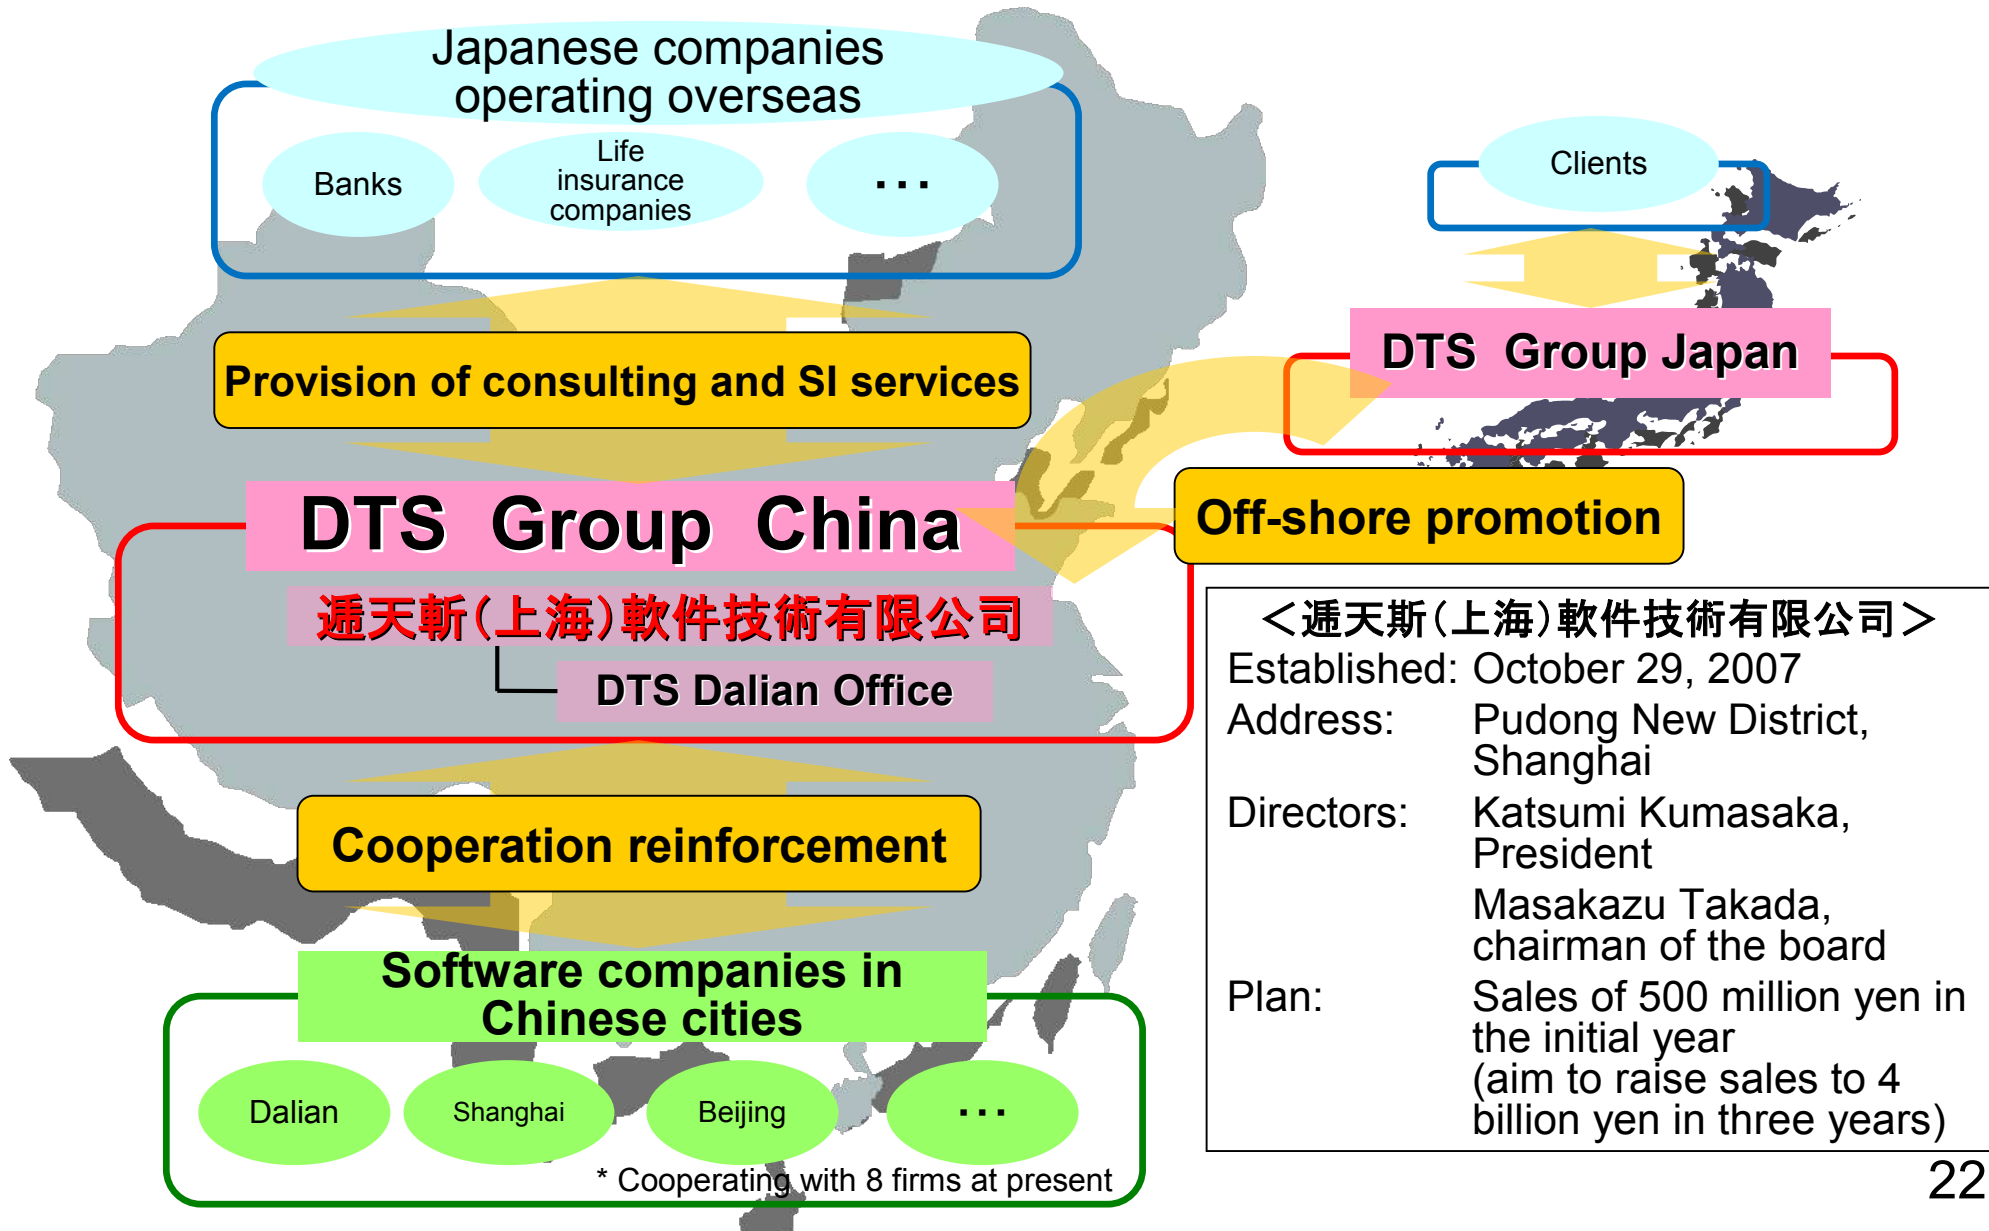 Japanese companies
operating overseas
Banks
Life
insurance
companies
...
Clients
Provision of consulting and SI services
DTS Group Japan
DTS Group China
Off-shore promotion
逓天斬(上海)軟件技術有限公司
DTS Dalian Office
<逓天斯(上海)軟件技術有限公司>
Established: October 29, 2007
Address: Pudong New District,
Shanghai
Directors: Katsumi Kumasaka,
President
Masakazu Takada,
chairman of the board
Plan: Sales of 500 million yen in
the initial year
(aim to raise sales to 4
billion yen in three years)
Cooperation reinforcement
Software companies in
Chinese cities
Dalian
Shanghai
Beijing
...
* Cooperating with 8 firms at present
22